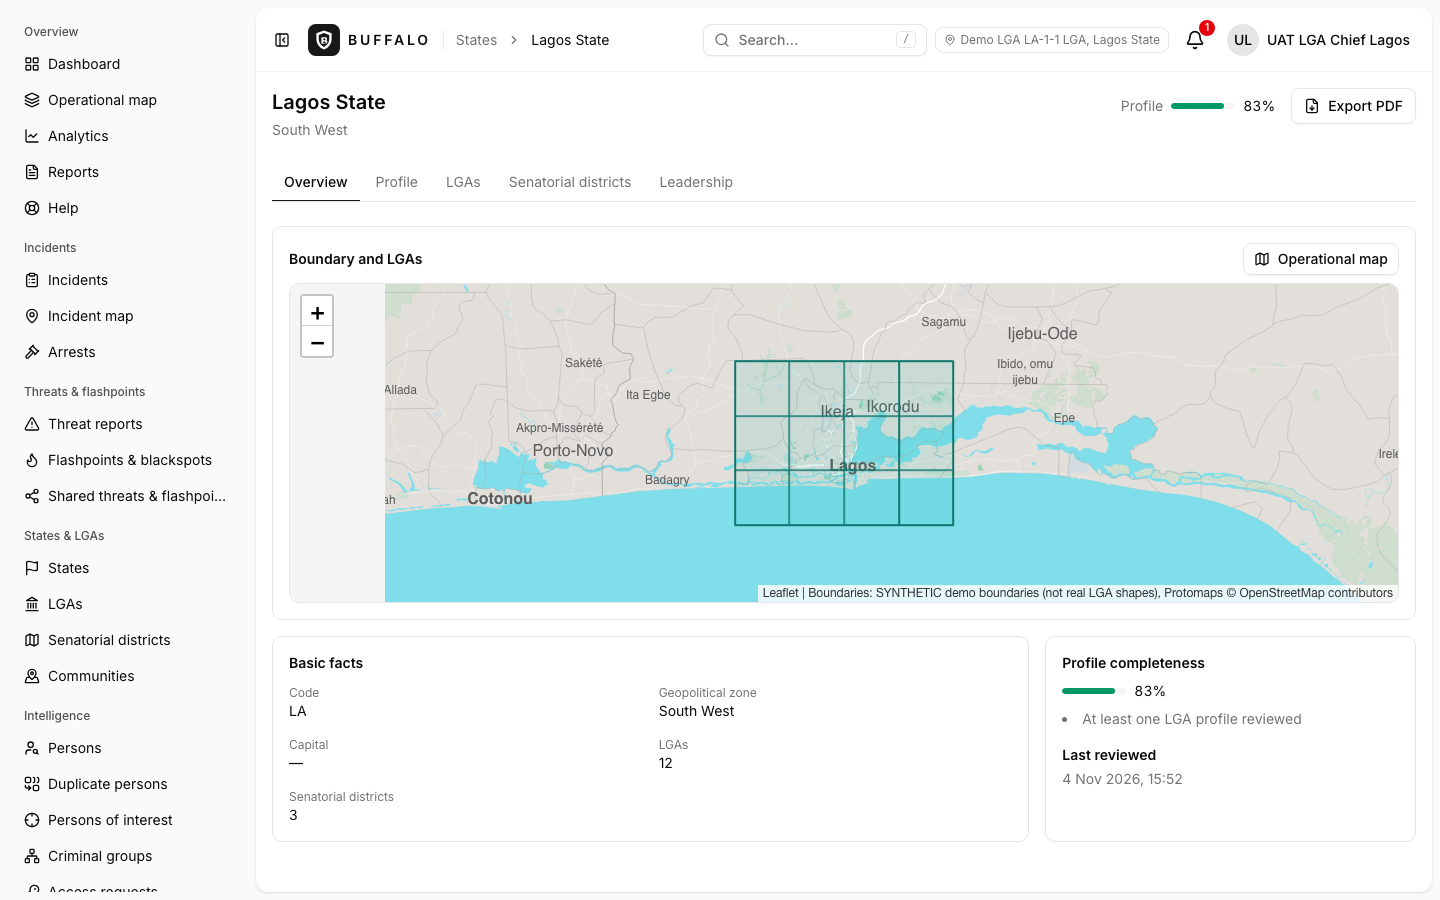 Overview
Dashboard
Operational map
Analytics
Reports
Help
Incidents
Incidents
Incident map
Arrests
Threats & flashpoints
Threat reports
Flashpoints & blackspots
Shared threats & flashpoi...
States & LGAs
States
LGAs
Senatorial districts
Communities
Intelligence
Persons
Duplicate persons
Persons of interest
Criminal groups
Access requests
BUFFALO
States
Lagos State
Search...
/
Demo LGA LA-1-1 LGA, Lagos State
1
UL
UAT LGA Chief Lagos
Lagos State
South West
Profile
83%
Export PDF
Overview
Profile
LGAs
Senatorial districts
Leadership
Boundary and LGAs
Operational map
+
−
Sagamu
Ijebu-Ode
Sakété
Ibido, omu
ijebu
Allada
Ita Egbe
Ikeja
Ikorodu
Epe
Akpro-Missérété
Porto-Novo
Lagos
Badagry
Cotonou
ah
Leaflet | Boundaries: SYNTHETIC demo boundaries (not real LGA shapes), Protomaps © OpenStreetMap contributors
Basic facts
Code
LA
Geopolitical zone
South West
Capital
—
LGAs
12
Senatorial districts
3
Profile completeness
83%
• At least one LGA profile reviewed
Last reviewed
4 Nov 2026, 15:52